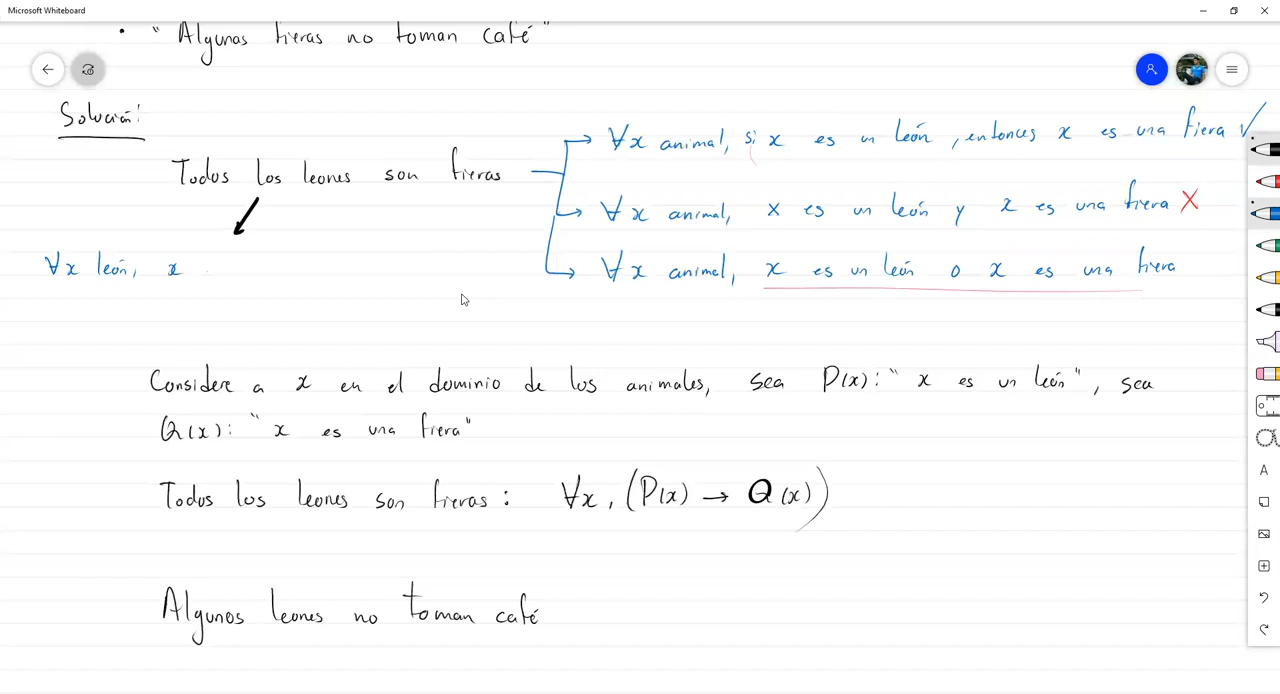 Microsoft Whiteboard
• "Algunas fieras no toman café"
Solución:
Todos los leones son fieras
∀x animal, si x es un león, entonces x es una fiera ✓
∀x animal, x es un león y x es una fiera X
∀x animal, x es un león o x es una fiera
∀x león, x
Considere a x en el dominio de los animales, sea P(x): "x es un león", sea
Q(x): "x es una fiera"
Todos los leones son fieras: ∀x, (P(x) → Q(x))
Algunos leones no toman café